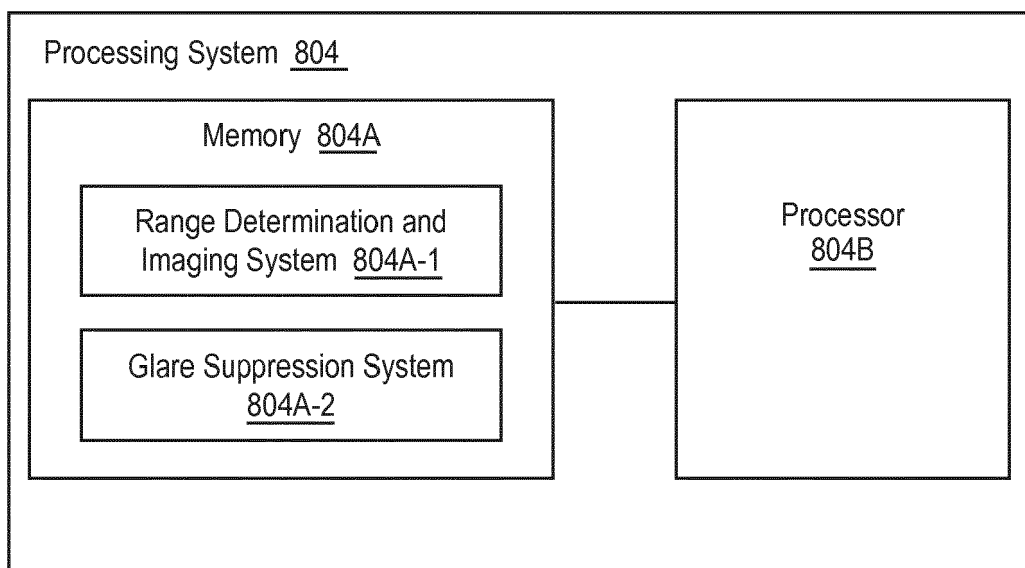 Processing System 804
Memory 804A
Range Determination and
Imaging System 804A-1
Glare Suppression System
804A-2
Processor
804B